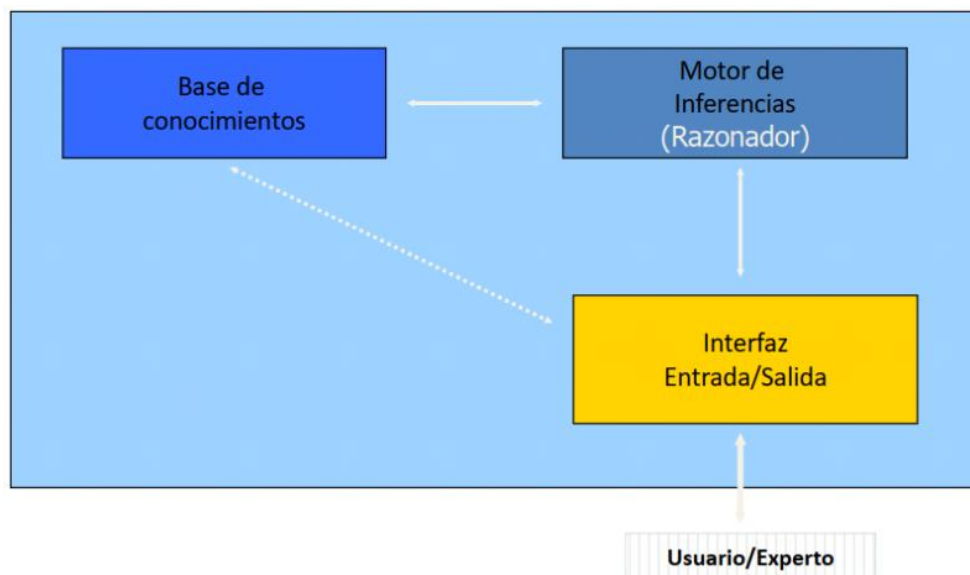 Base de
conocimientos
Motor de
Inferencias
(Razonador)
Interfaz
Entrada/Salida
Usuario/Experto